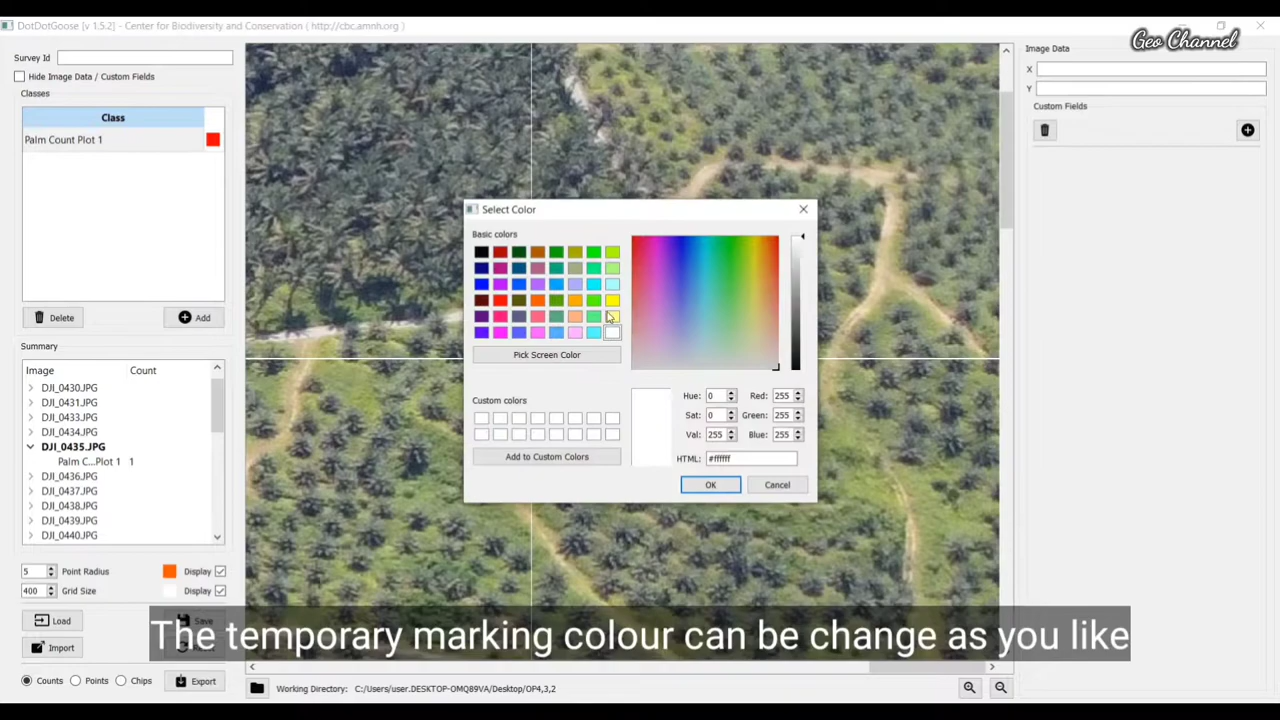 DotDotGoose [v 1.5.2] - Center for Biodiversity and Conservation ( http://cbc.amnh.org )
Geo Channel
Survey Id
Hide Image Data / Custom Fields
Classes
Class
Palm Count Plot 1
Delete
Add
Summary
Image Count
DJI_0430.JPG
DJI_0431.JPG
DJI_0433.JPG
DJI_0434.JPG
DJI_0435.JPG
Palm C...Plot 1 1
DJI_0436.JPG
DJI_0437.JPG
DJI_0438.JPG
DJI_0439.JPG
DJI_0440.JPG
5 Point Radius Display
400 Grid Size Display
Load
Save
Import
Counts Points Chips Export
Select Color
Basic colors
Pick Screen Color
Custom colors
Add to Custom Colors
Hue: 0 Red: 255
Sat: 0 Green: 255
Val: 255 Blue: 255
HTML: #ffffff
OK Cancel
Image Data
X
Y
Custom Fields
The temporary marking colour can be change as you like
Working Directory: C:/Users/user.DESKTOP-OMQ89VA/Desktop/OP4,3,2